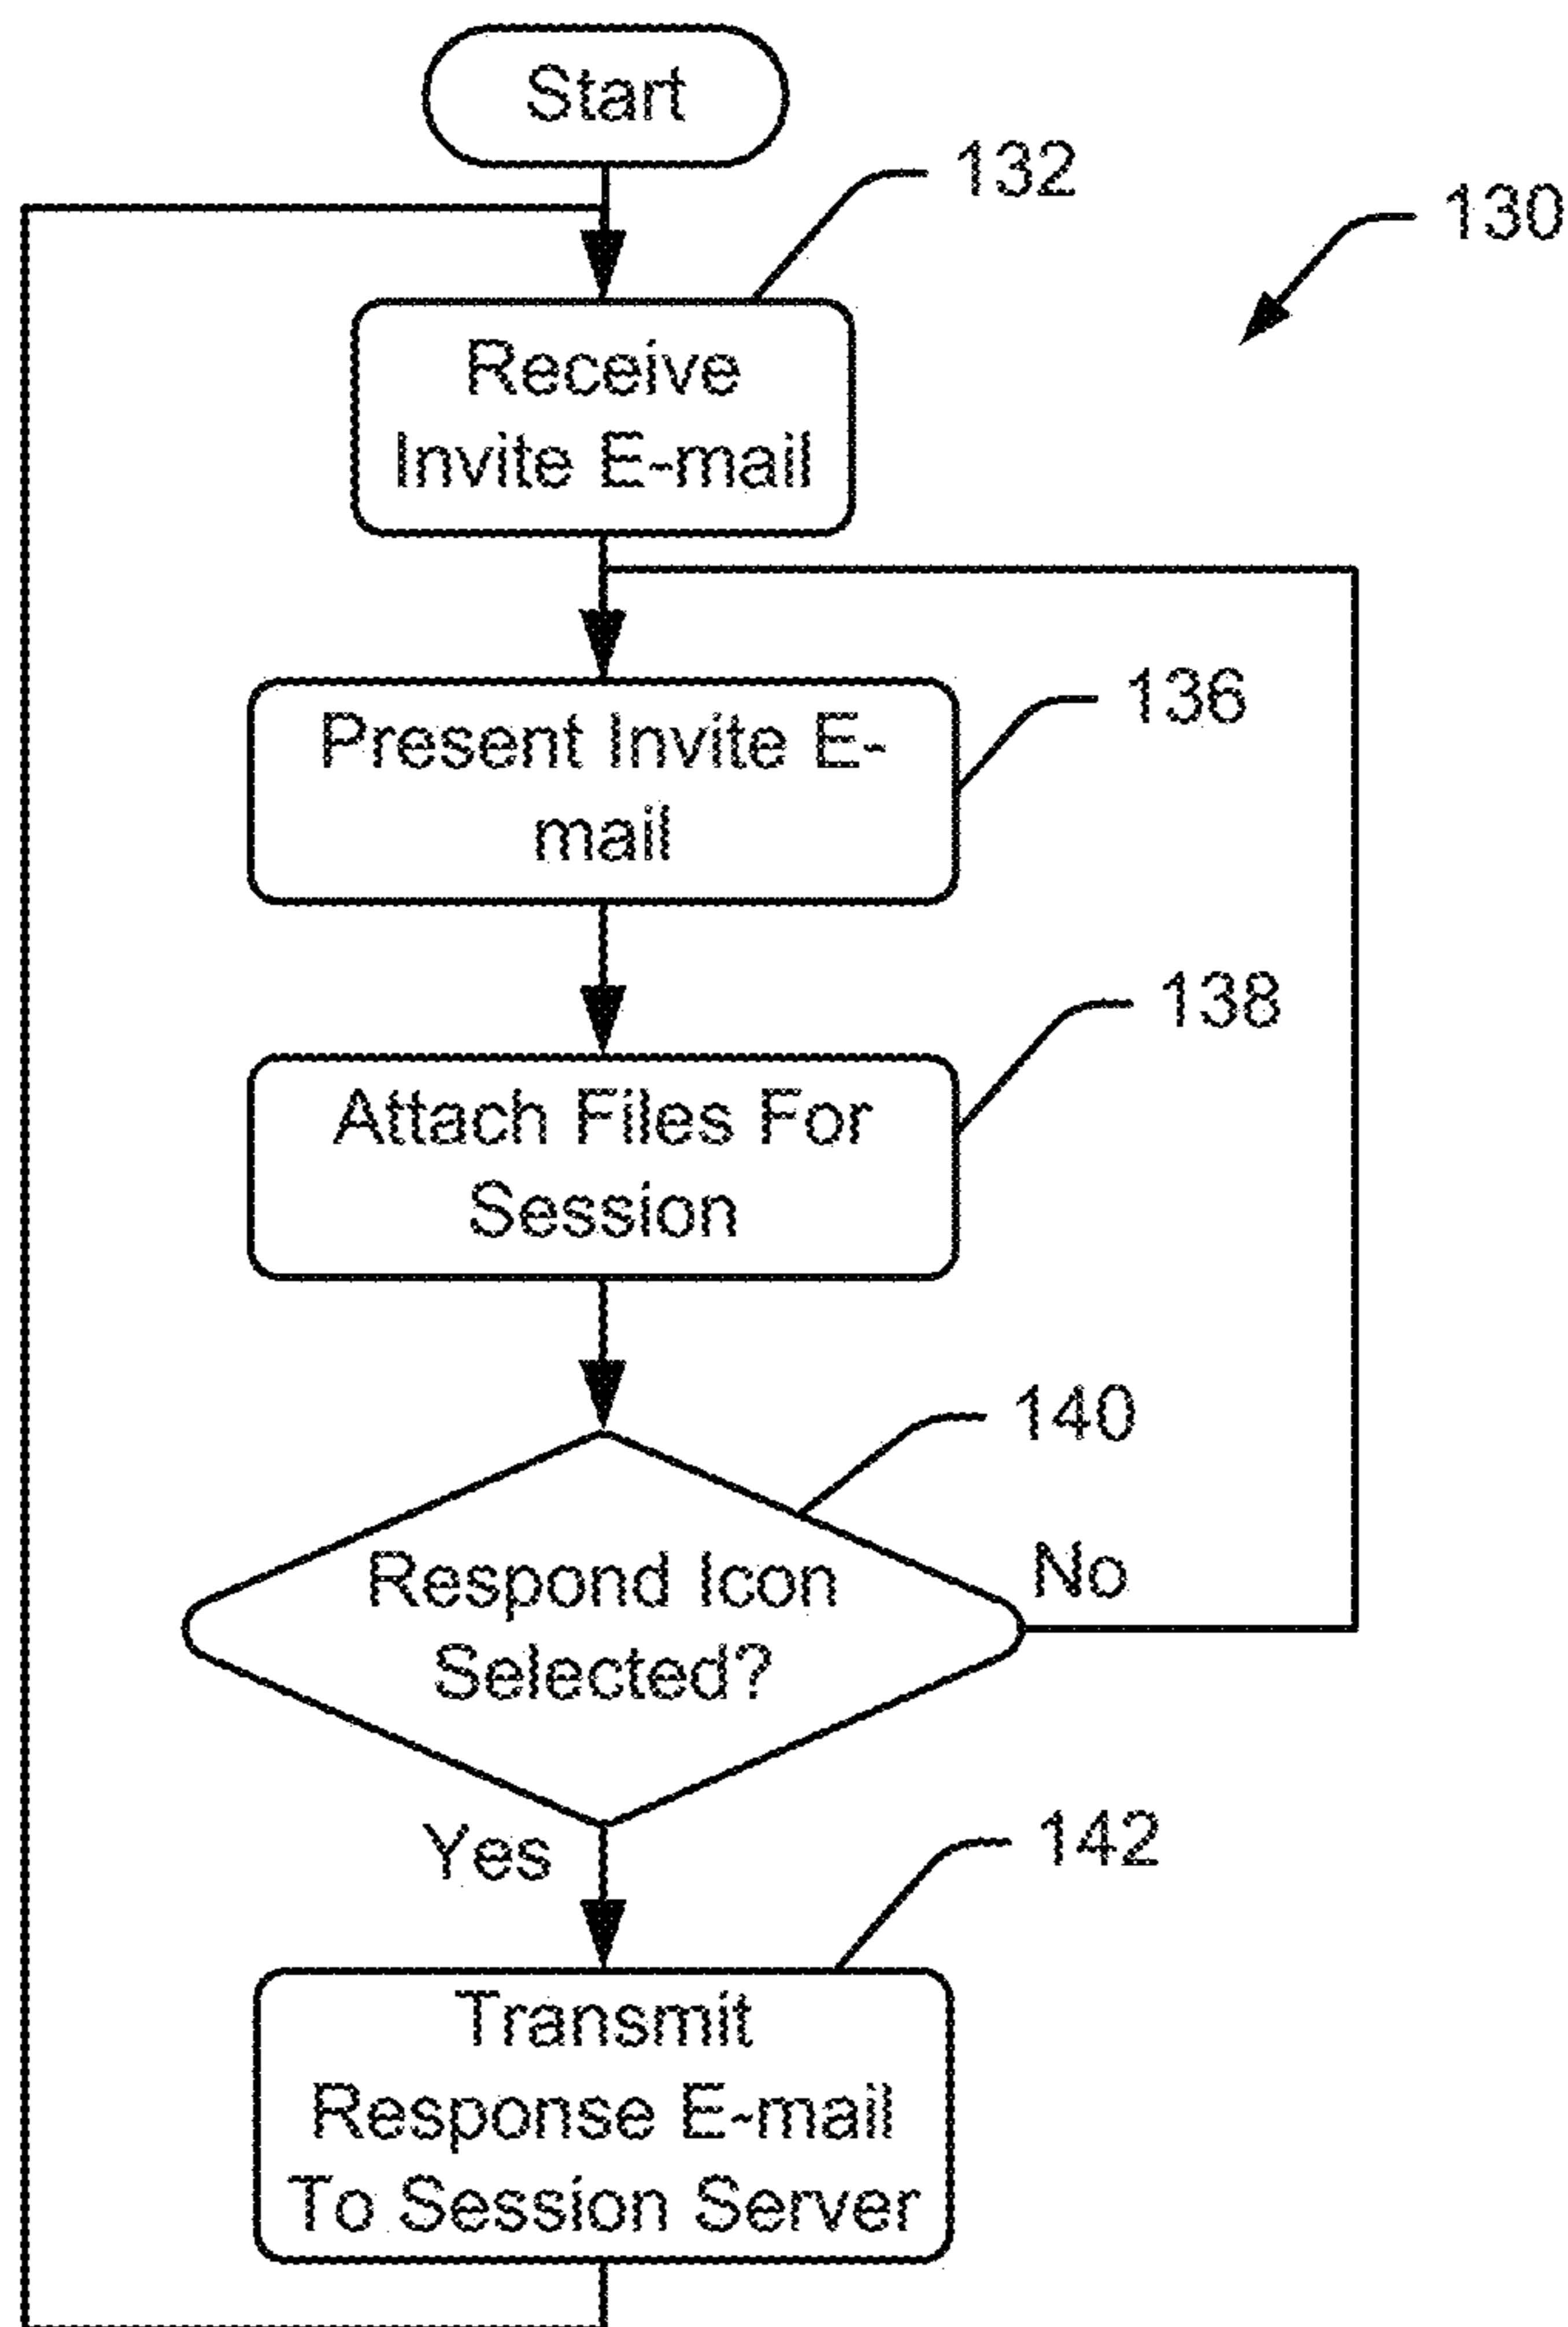 Start
132
130
Receive
Invite E-mail
Present Invite E-
mail
136
Attach Files For
Session
138
140
Respond Icon
Selected?
No
Yes
142
Transmit
Response E-mail
To Session Server